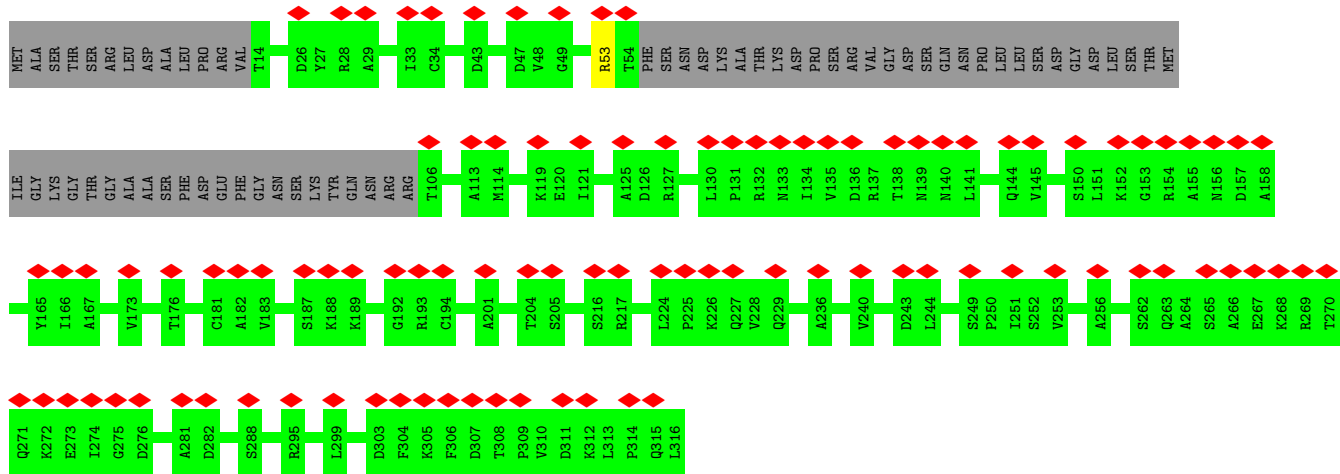 MET ALA SER THR SER ARG LEU ASP ALA LEU PRO ARG VAL T14 D26 Y27 R28 A29 I33 C34 D43 D47 V48 G49 R53 T54 PHE SER ASN ASP LYS ALA THR LYS ASP PRO SER ARG VAL GLY ASP SER GLN ASN PRO LEU LEU SER ASP GLY ASP LEU SER THR MET
ILE GLY LYS GLY THR GLY ALA ALA SER PHE ASP GLU PHE GLY ASN SER LYS TYR GLN ASN ARG ARG T106 A113 M114 K119 E120 I121 A125 D126 R127 L130 P131 R132 N133 I134 V135 D136 R137 T138 N139 N140 L141 Q144 V145 S150 L151 K152 G153 R154 A155 N156 D157 A158
Y165 I166 A167 V173 T176 C181 A182 V183 S187 K188 K189 G192 R193 C194 A201 T204 S205 S216 R217 L224 P225 K226 Q227 V228 Q229 A236 V240 D243 L244 S249 P250 I251 S252 V253 A256 S262 Q263 A264 S265 A266 E267 K268 R269 T270
Q271 K272 E273 I274 G275 D276 A281 D282 S288 R295 L299 D303 F304 K305 F306 D307 T308 P309 V310 D311 K312 L313 P314 Q315 L316